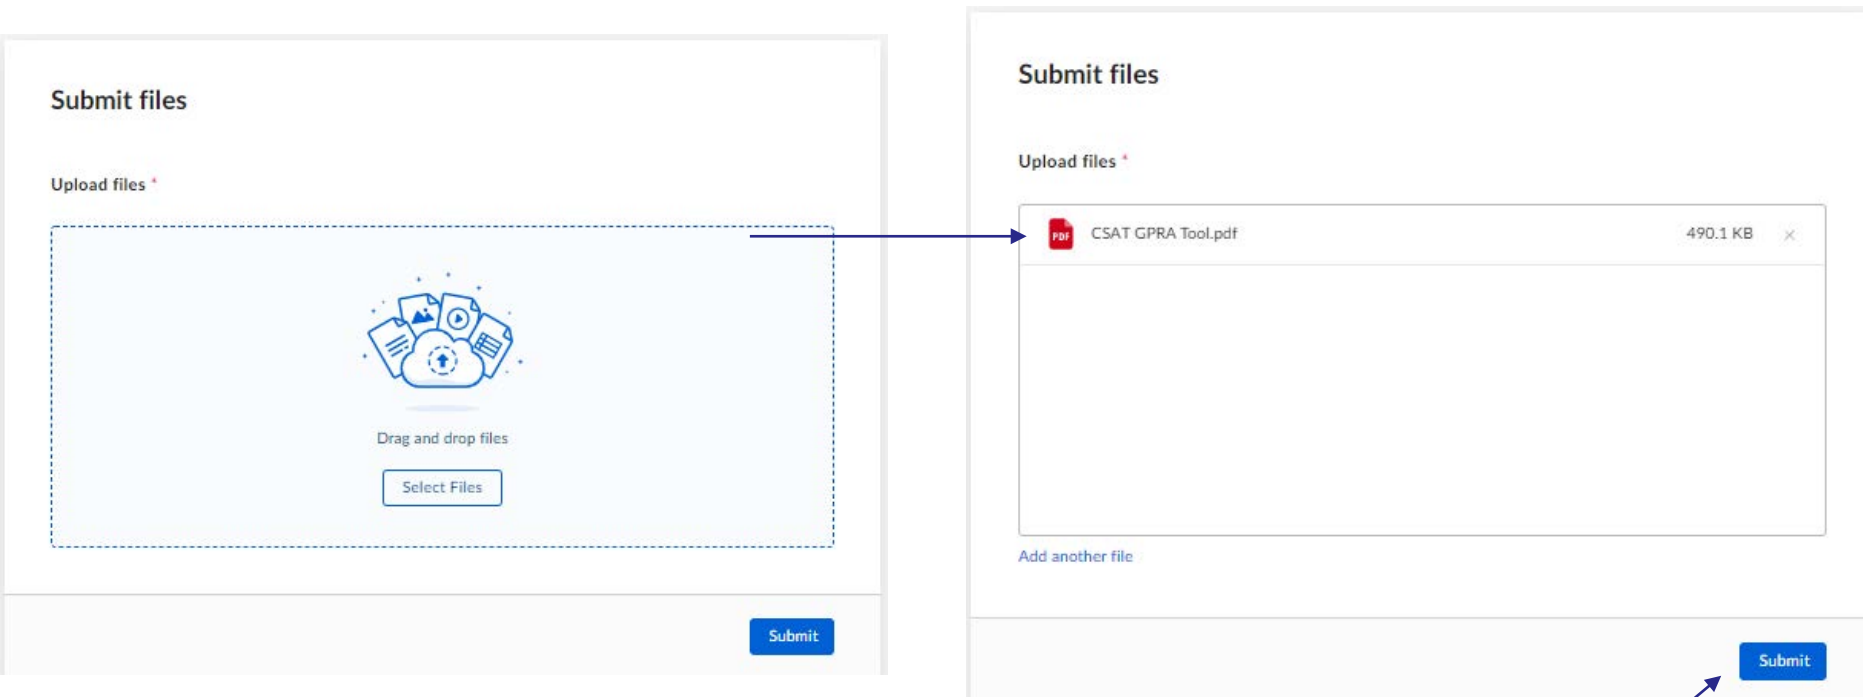 Submit files
Upload files *
Drag and drop files
Select Files
Submit
Submit files
Upload files *
PDF CSAT GPRA Tool.pdf 490.1 KB ×
Add another file
Submit